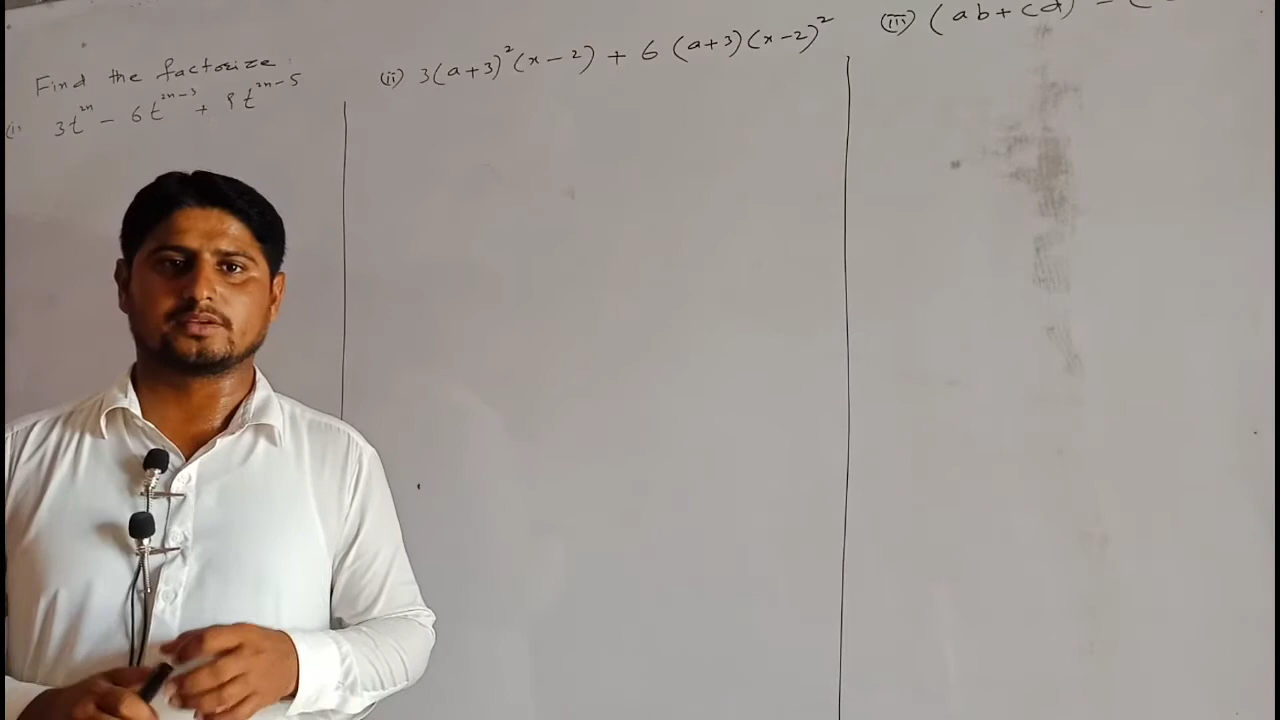 Find the factorize:
(i) 3t^{2n} - 6t^{2n-3} + 9t^{2n-5}
(ii) 3(a+3)^2(x-2) + 6(a+3)(x-2)^2
(iii) (ab+cd) - (